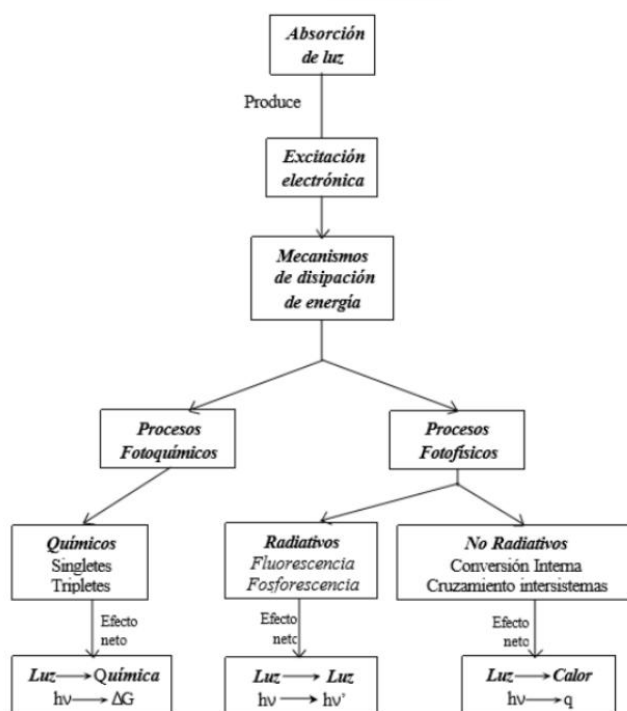 Absorción
de luz
Produce
Excitación
electrónica
Mecanismos
de disipación
de energía
Procesos
Fotoquímicos
Procesos
Fotofísicos
Químicos
Singletes
Tripletes
Radiativos
Fluorescencia
Fosforescencia
No Radiativos
Conversión Interna
Cruzamiento intersistemas
Efecto
neto
Efecto
neto
Efecto
neto
Luz → Química
hν → ΔG
Luz → Luz
hν → hν'
Luz → Calor
hν → q